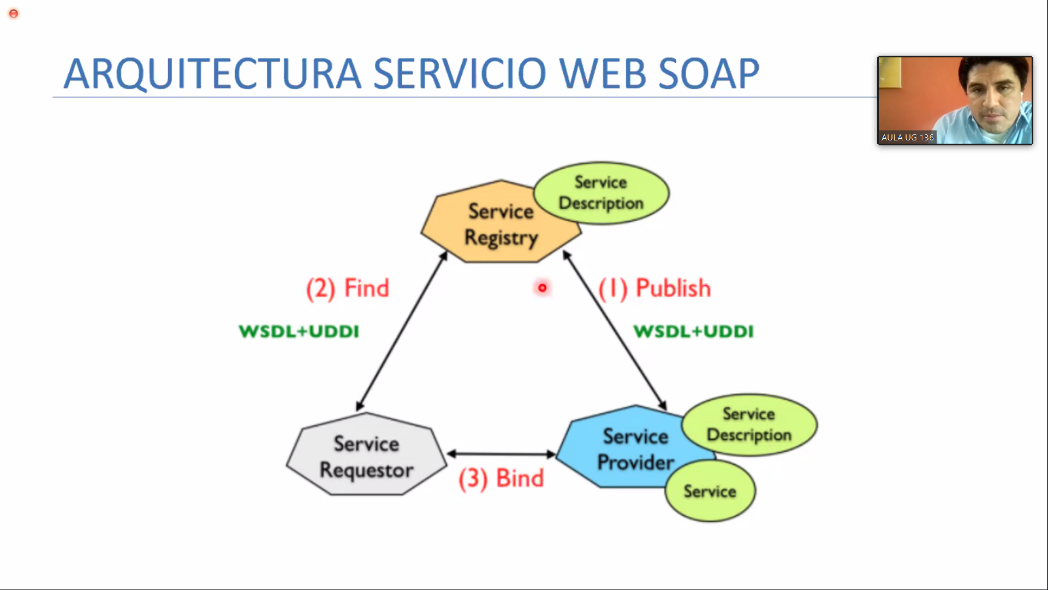 ARQUITECTURA SERVICIO WEB SOAP
AULA UG 136
Service
Description
Service
Registry
(2) Find
(1) Publish
WSDL+UDDI
WSDL+UDDI
Service
Requestor
(3) Bind
Service
Provider
Service
Description
Service